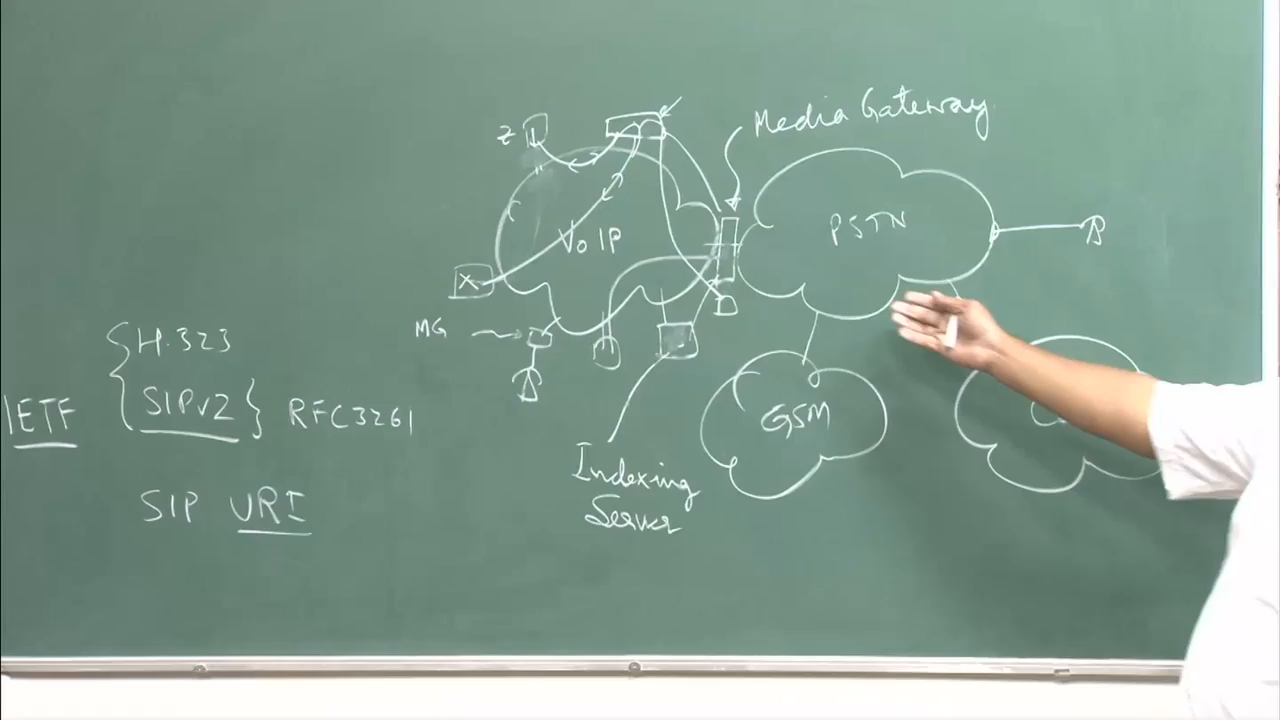 Media Gateway
Z
PSTN
VoIP
X
MG
H.323
IETF
SIPv2
RFC3261
GSM
Indexing
Server
SIP URI